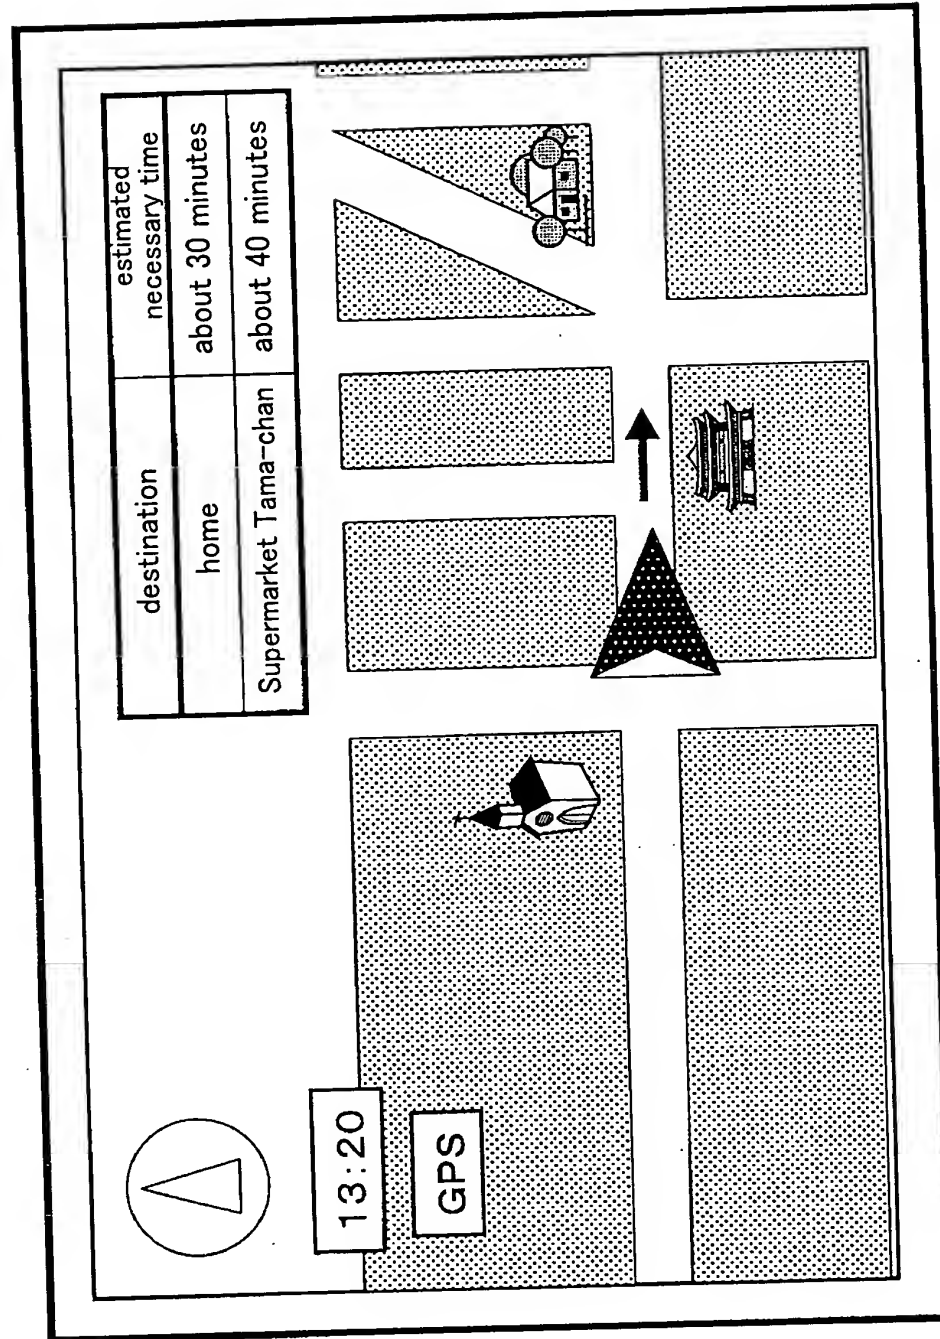 13:20
GPS
destination
estimated
necessary time
home
about 30 minutes
Supermarket Tama-chan
about 40 minutes